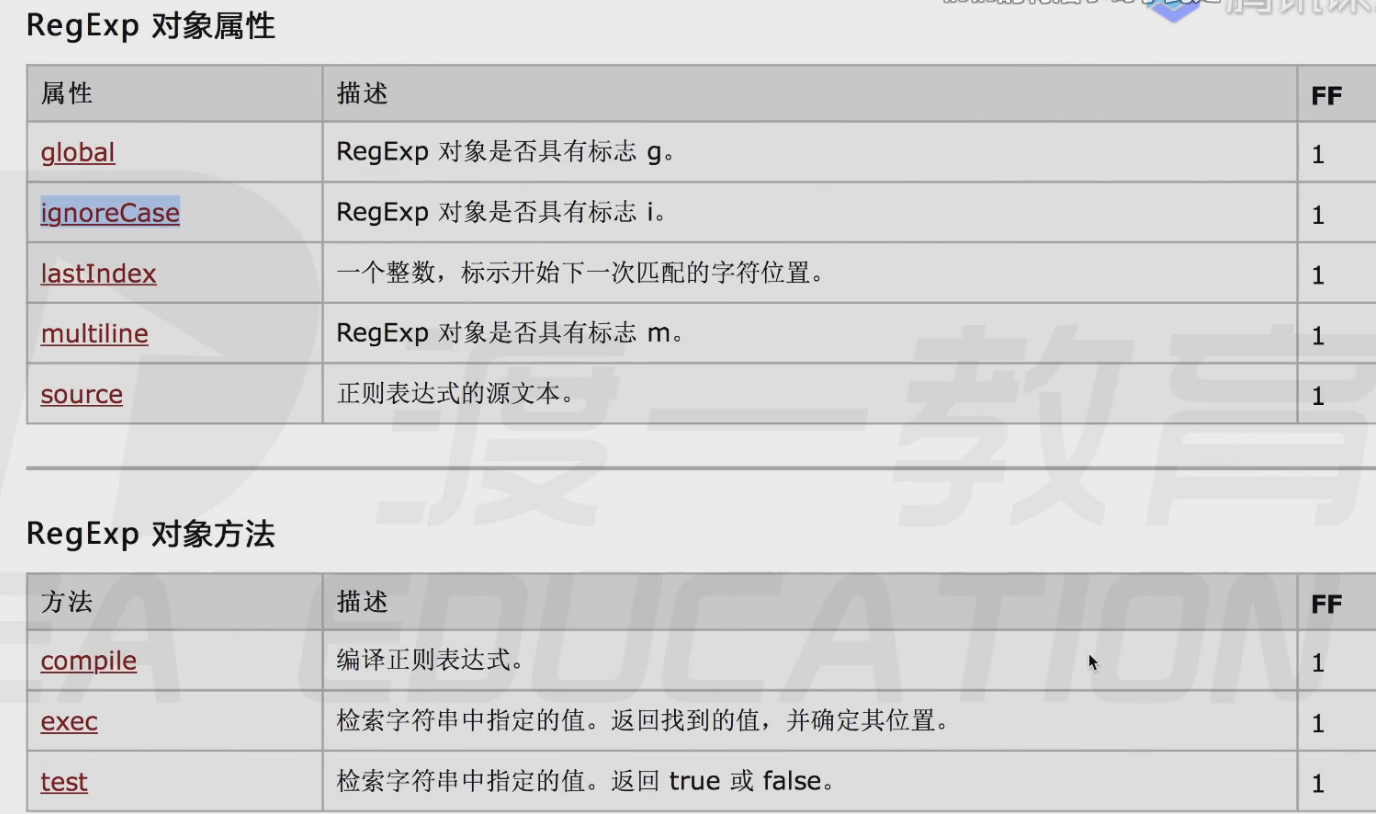 RegExp 对象属性
属性 描述 FF
global RegExp 对象是否具有标志 g。 1
ignoreCase RegExp 对象是否具有标志 i。 1
lastIndex 一个整数，标示开始下一次匹配的字符位置。 1
multiline RegExp 对象是否具有标志 m。 1
source 正则表达式的源文本。 1
渡一教育
RegExp 对象方法
方法 描述 FF
EA EDUCATION
compile 编译正则表达式。 1
exec 检索字符串中指定的值。返回找到的值，并确定其位置。 1
test 检索字符串中指定的值。返回 true 或 false。 1